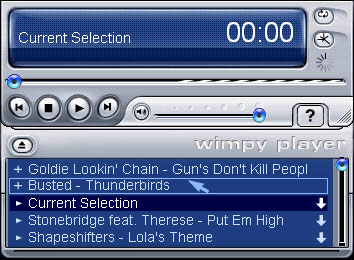 Current Selection 00:00
?
wimpy player
+ Goldie Lookin' Chain - Gun's Don't Kill Peopl
+ Busted - Thunderbirds
Current Selection
Stonebridge feat. Therese - Put Em High
Shapeshifters - Lola's Theme